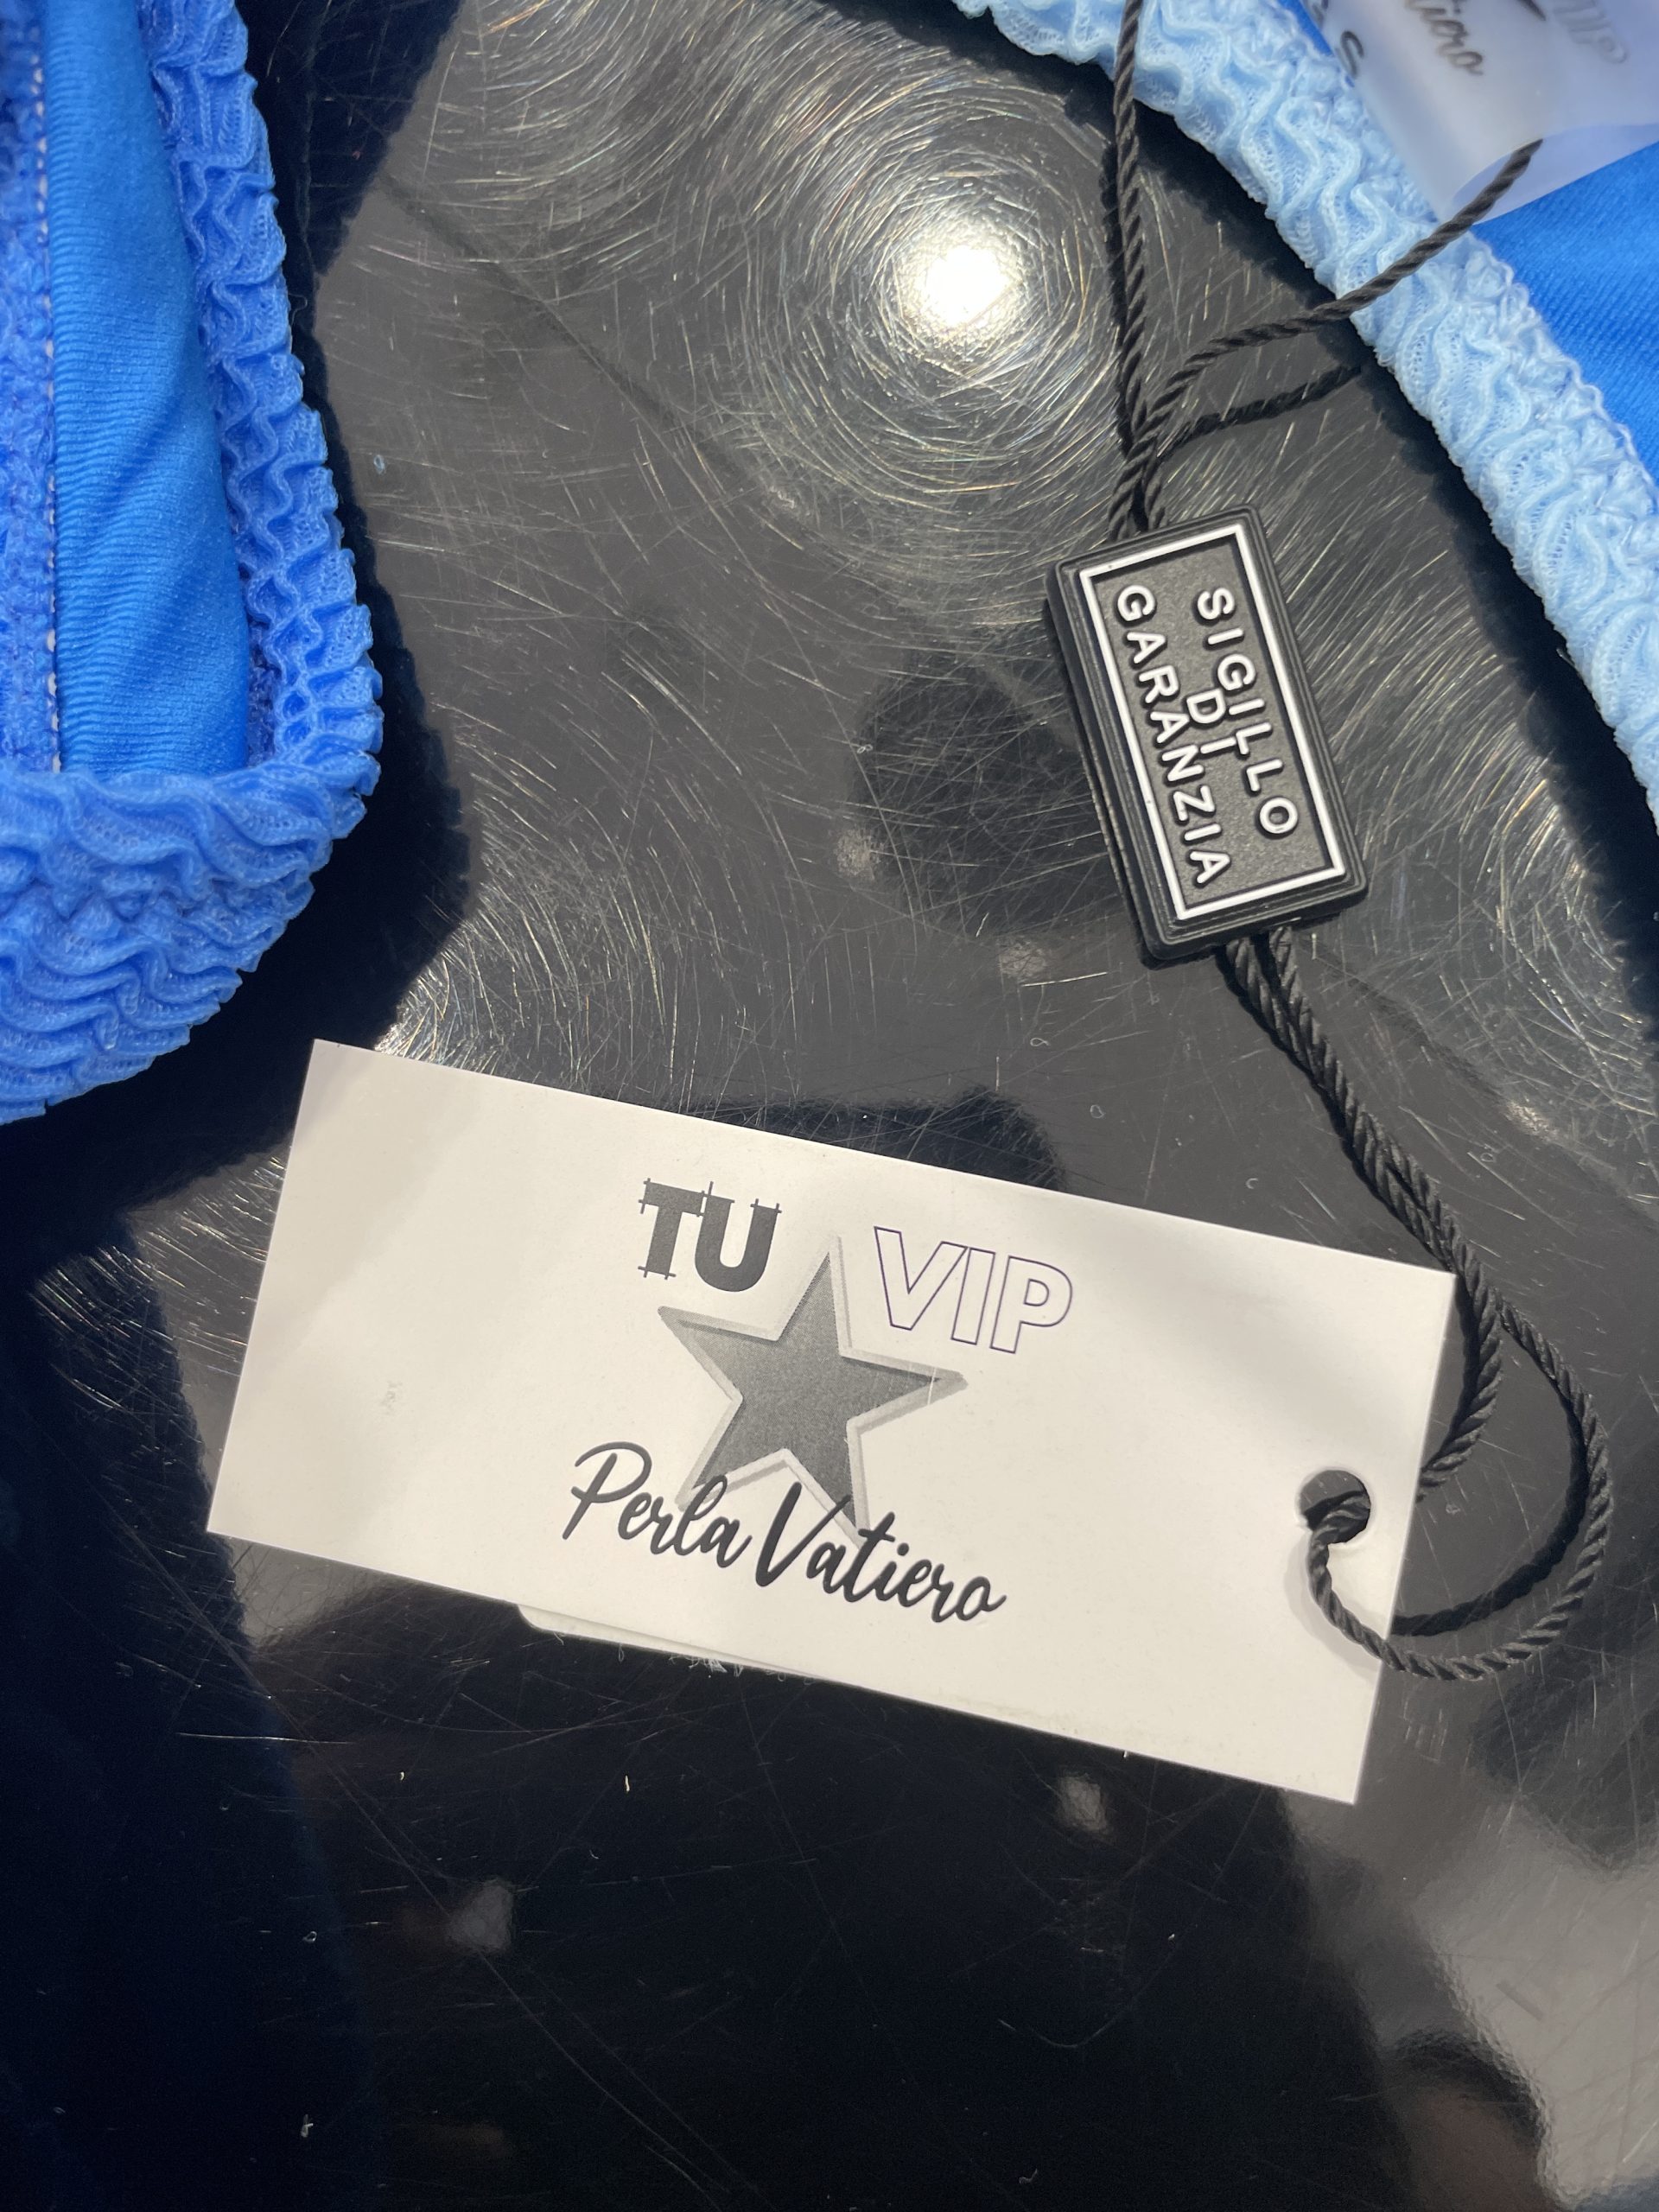 S
SIGILLO
DI
GARANZIA
TU VIP
Perla Vatiero